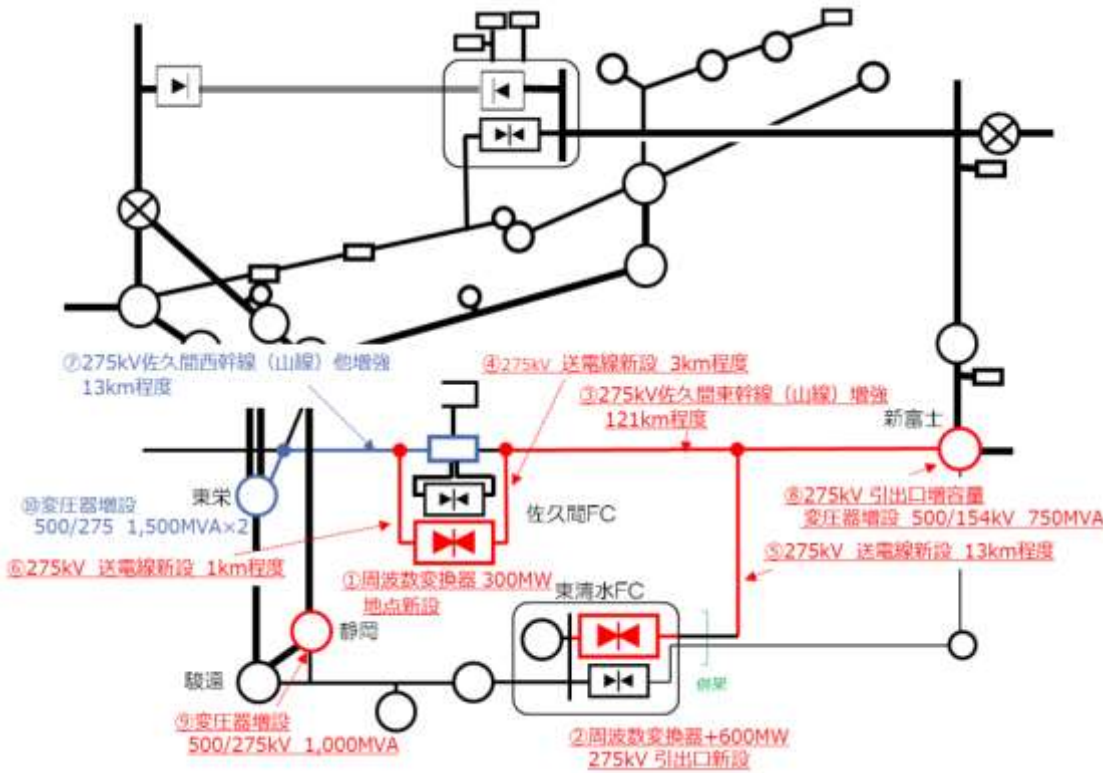 ⑦275kV佐久間西幹線（山線）他増強
13km程度
④275kV 送電線新設 3km程度
③275kV佐久間東幹線（山線）増強
121km程度
新富士
東栄
⑩変圧器増設
500/275 1,500MVA×2
佐久間FC
⑧275kV 引出口増容量
変圧器増設 500/154kV 750MVA
⑥275kV 送電線新設 1km程度
①周波数変換器 300MW
地点新設
⑤275kV 送電線新設 13km程度
東清水FC
静岡
駿遠
併架
⑨変圧器増設
500/275kV 1,000MVA
②周波数変換器+600MW
275kV 引出口新設